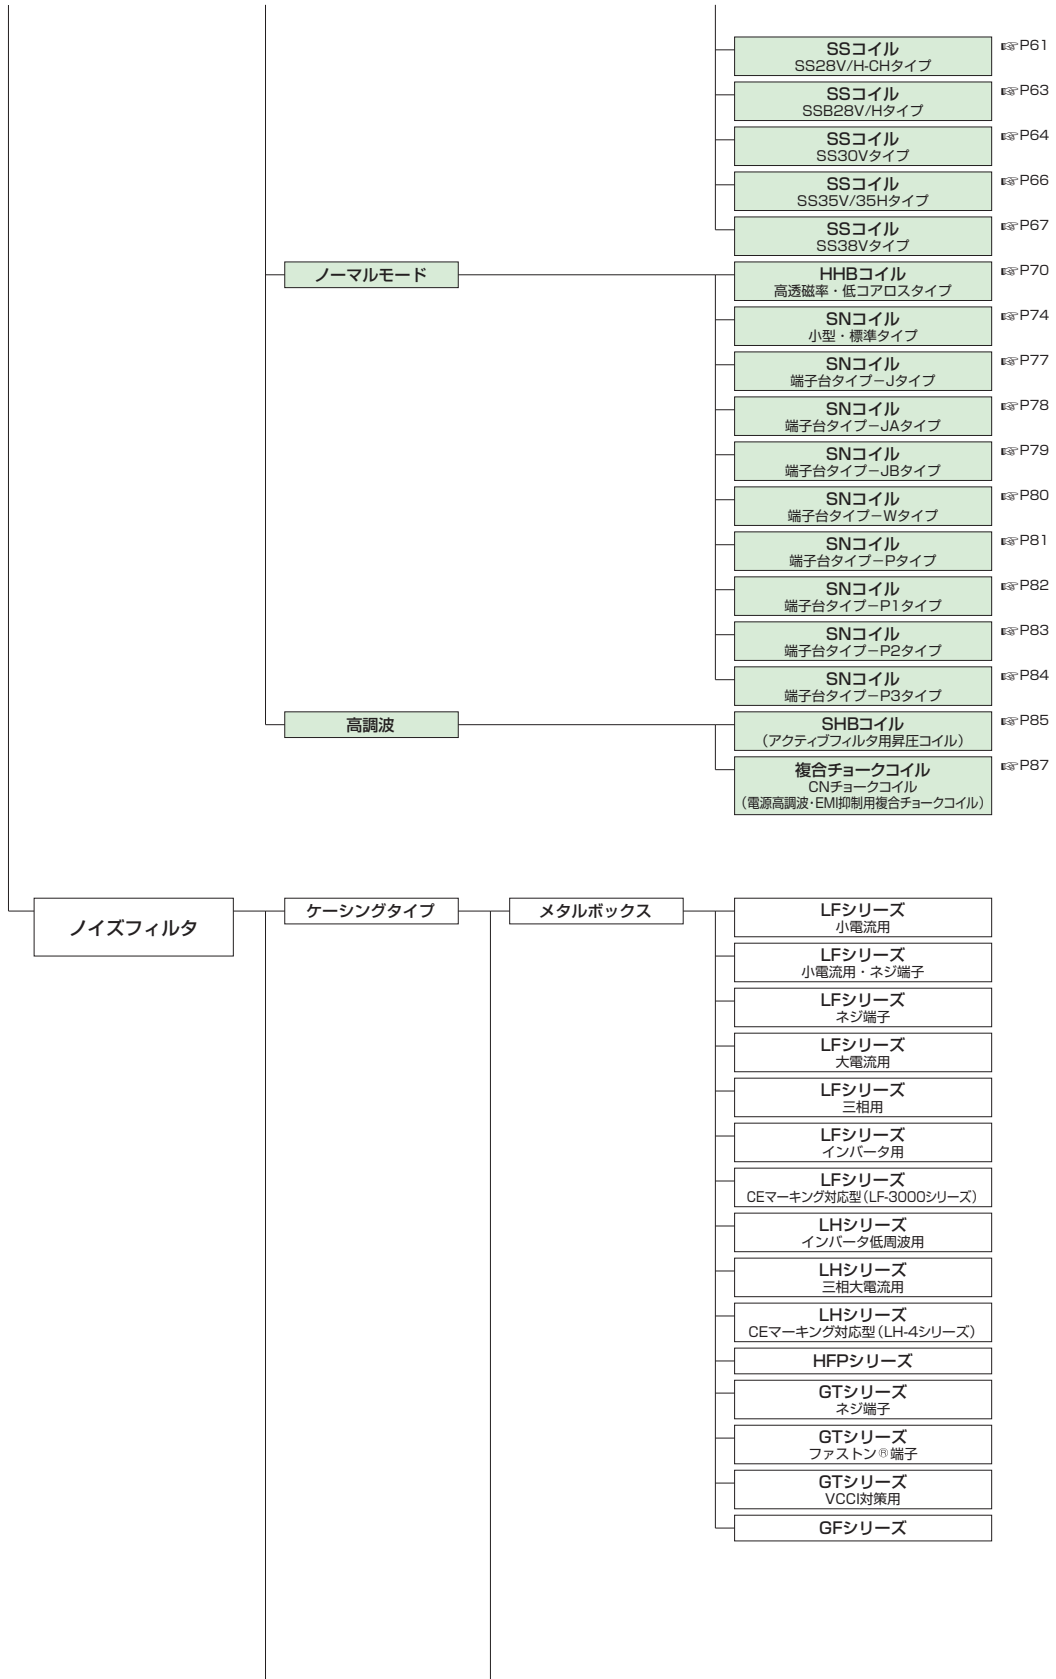 SSコイル
SS28V/H-CHタイプ
☞P61
SSコイル
SSB28V/Hタイプ
☞P63
SSコイル
SS30Vタイプ
☞P64
SSコイル
SS35V/35Hタイプ
☞P66
SSコイル
SS38Vタイプ
☞P67
ノーマルモード
HHBコイル
高透磁率・低コアロスタイプ
☞P70
SNコイル
小型・標準タイプ
☞P74
SNコイル
端子台タイプ−Jタイプ
☞P77
SNコイル
端子台タイプ−JAタイプ
☞P78
SNコイル
端子台タイプ−JBタイプ
☞P79
SNコイル
端子台タイプ−Wタイプ
☞P80
SNコイル
端子台タイプ−Pタイプ
☞P81
SNコイル
端子台タイプ−P1タイプ
☞P82
SNコイル
端子台タイプ−P2タイプ
☞P83
SNコイル
端子台タイプ−P3タイプ
☞P84
高調波
SHBコイル
(アクティブフィルタ用昇圧コイル)
☞P85
複合チョークコイル
CNチョークコイル
(電源高調波・EMI抑制用複合チョークコイル)
☞P87
ノイズフィルタ
ケーシングタイプ
メタルボックス
LFシリーズ
小電流用
LFシリーズ
小電流用・ネジ端子
LFシリーズ
ネジ端子
LFシリーズ
大電流用
LFシリーズ
三相用
LFシリーズ
インバータ用
LFシリーズ
CEマーキング対応型(LF-3000シリーズ)
LHシリーズ
インバータ低周波用
LHシリーズ
三相大電流用
LHシリーズ
CEマーキング対応型(LH-4シリーズ)
HFPシリーズ
GTシリーズ
ネジ端子
GTシリーズ
ファストン®端子
GTシリーズ
VCCI対策用
GFシリーズ